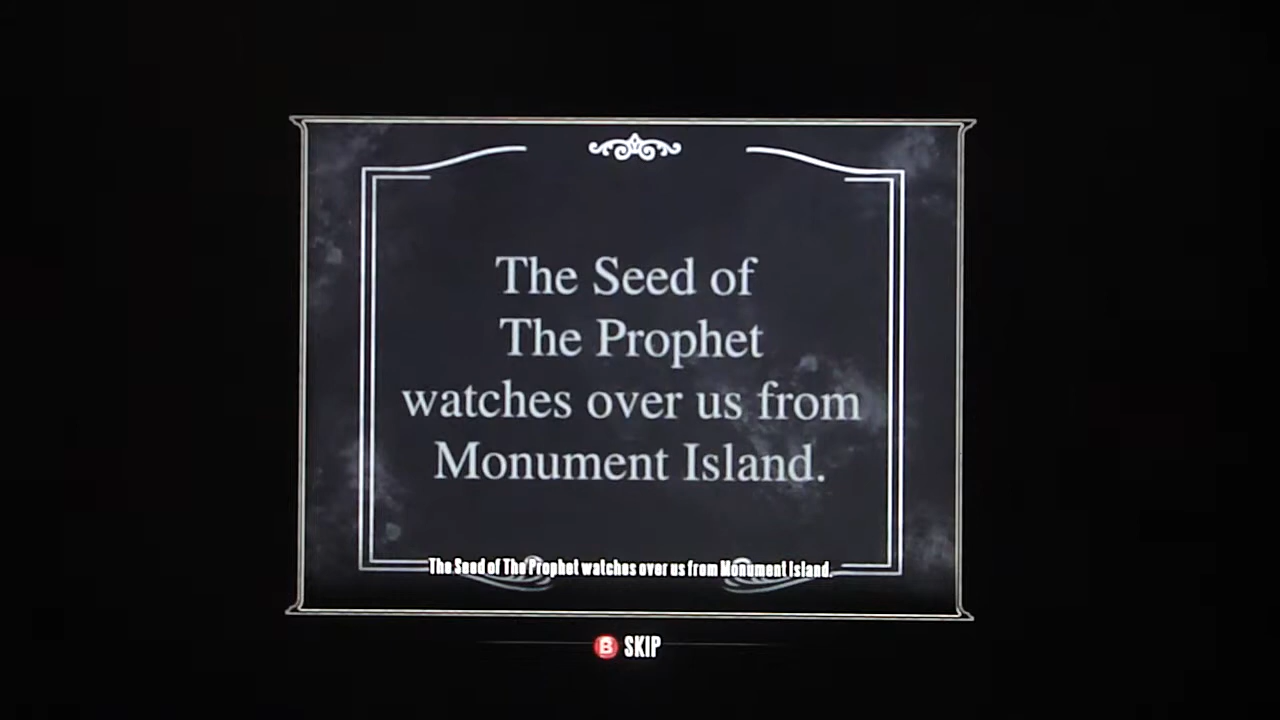 The Seed of
The Prophet
watches over us from
Monument Island.
The Seed of The Prophet watches over us from Monument Island.
B SKIP